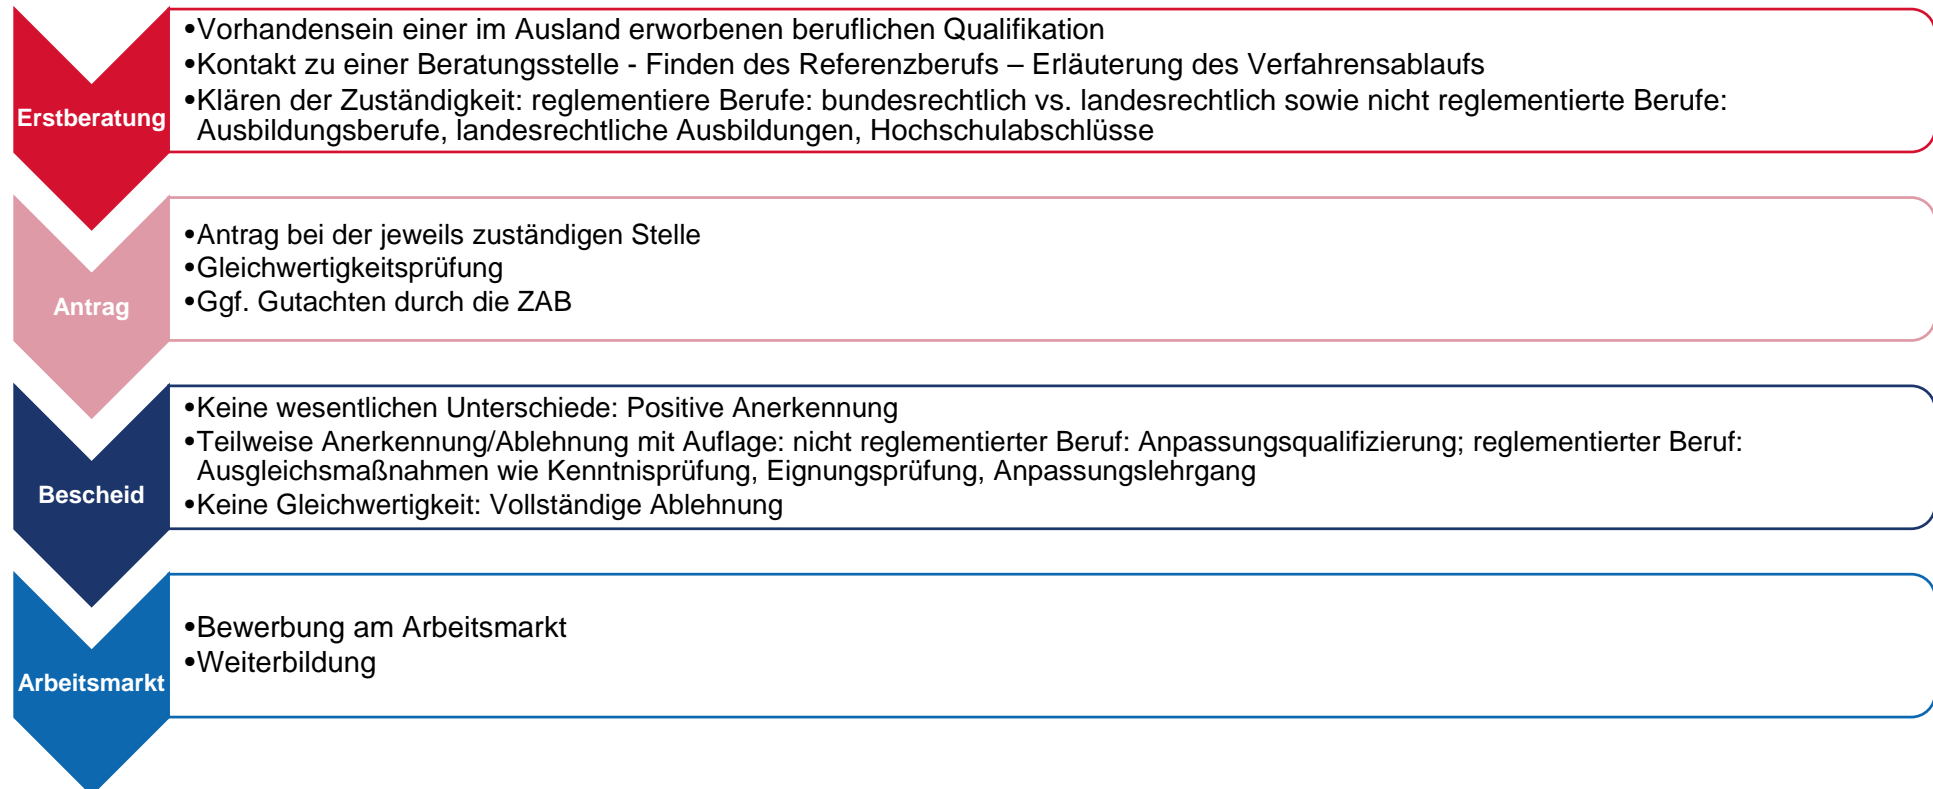 Erstberatung
•Vorhandensein einer im Ausland erworbenen beruflichen Qualifikation
•Kontakt zu einer Beratungsstelle - Finden des Referenzberufs – Erläuterung des Verfahrensablaufs
•Klären der Zuständigkeit: reglementiere Berufe: bundesrechtlich vs. landesrechtlich sowie nicht reglementierte Berufe:
Ausbildungsberufe, landesrechtliche Ausbildungen, Hochschulabschlüsse
Antrag
•Antrag bei der jeweils zuständigen Stelle
•Gleichwertigkeitsprüfung
•Ggf. Gutachten durch die ZAB
Bescheid
•Keine wesentlichen Unterschiede: Positive Anerkennung
•Teilweise Anerkennung/Ablehnung mit Auflage: nicht reglementierter Beruf: Anpassungsqualifizierung; reglementierter Beruf:
Ausgleichsmaßnahmen wie Kenntnisprüfung, Eignungsprüfung, Anpassungslehrgang
•Keine Gleichwertigkeit: Vollständige Ablehnung
Arbeitsmarkt
•Bewerbung am Arbeitsmarkt
•Weiterbildung